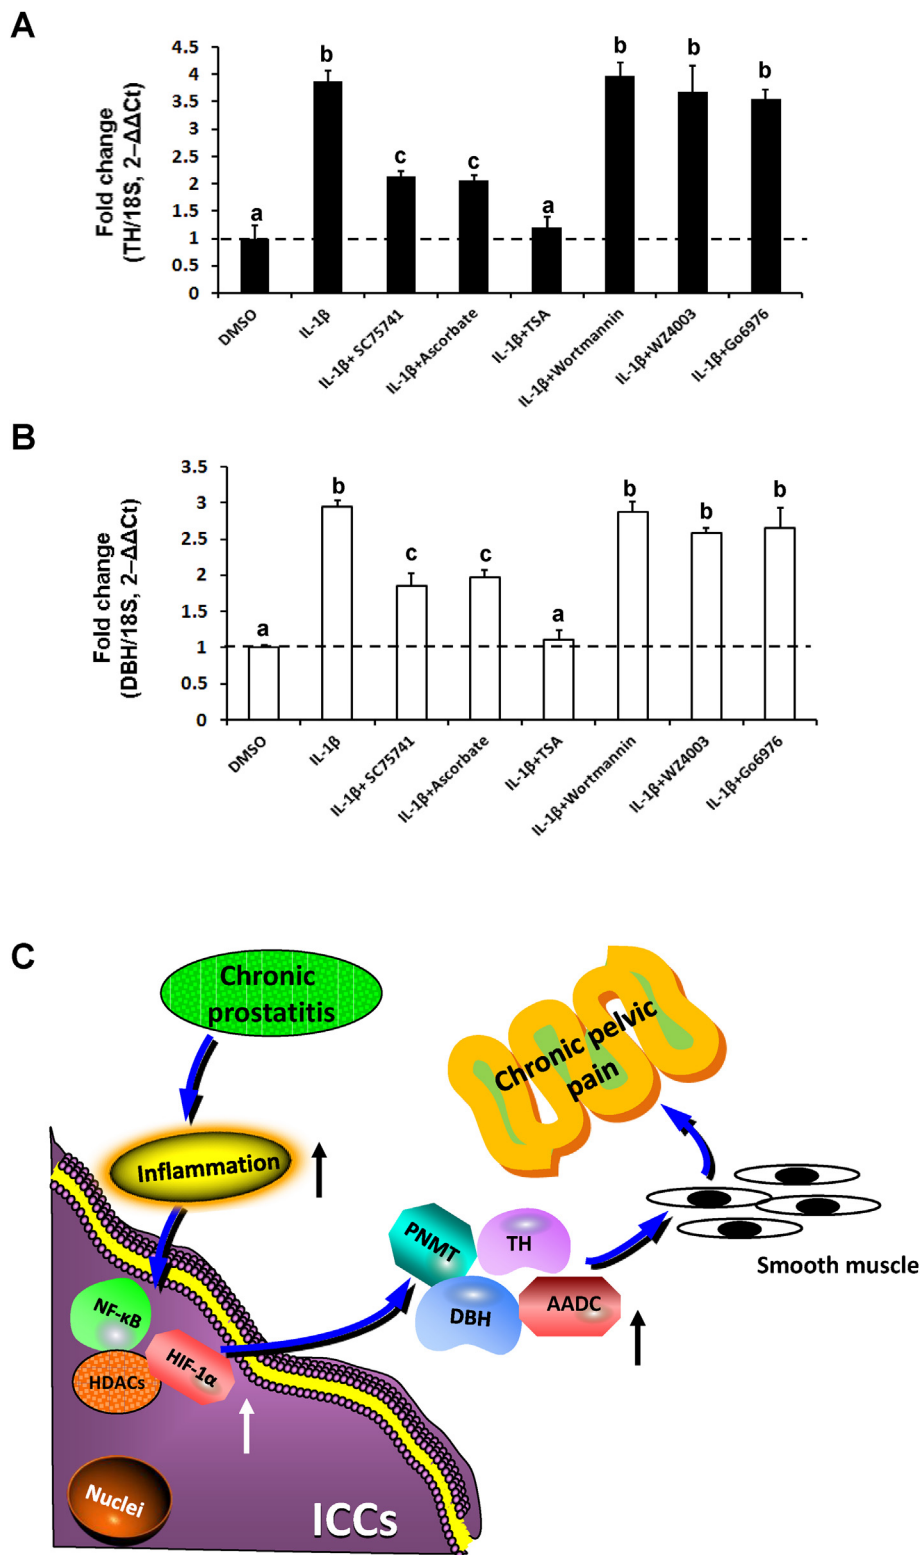 A
Fold change
(TH/18S, 2–ΔΔCt)
4.5
4
3.5
3
2.5
2
1.5
1
0.5
0
a
b
c
c
a
b
b
b
DMSO
IL-1β
IL-1β+ SC75741
IL-1β+Ascorbate
IL-1β+TSA
IL-1β+Wortmannin
IL-1β+WZ4003
IL-1β+Go6976
B
Fold change
(DBH/18S, 2–ΔΔCt)
3.5
3
2.5
2
1.5
1
0.5
0
a
b
c
c
a
b
b
b
DMSO
IL-1β
IL-1β+ SC75741
IL-1β+Ascorbate
IL-1β+TSA
IL-1β+Wortmannin
IL-1β+WZ4003
IL-1β+Go6976
C
Chronic
prostatitis
Inflammation
NF-κB
HDACs
HIF-1α
Nuclei
ICCs
PNMT
TH
DBH
AADC
Smooth muscle
Chronic pelvic
pain